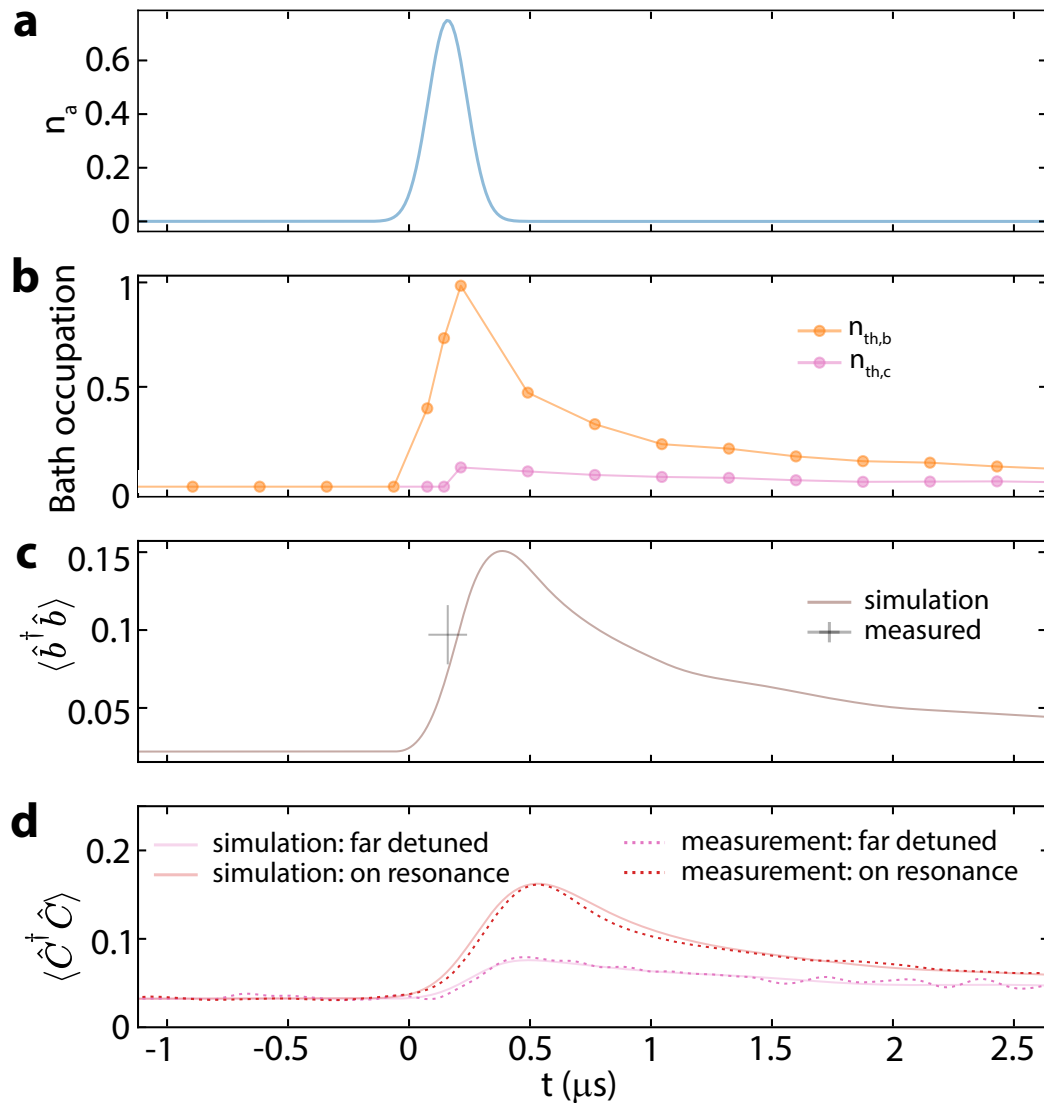 a
n_a
0.6
0.4
0.2
0
b
Bath occupation
1
0.5
0
n_th,b
n_th,c
c
⟨b̂†b̂⟩
0.15
0.1
0.05
simulation
measured
d
⟨Ĉ†Ĉ⟩
0.2
0.1
0
simulation: far detuned
simulation: on resonance
measurement: far detuned
measurement: on resonance
-1 -0.5 0 0.5 1 1.5 2 2.5
t (μs)